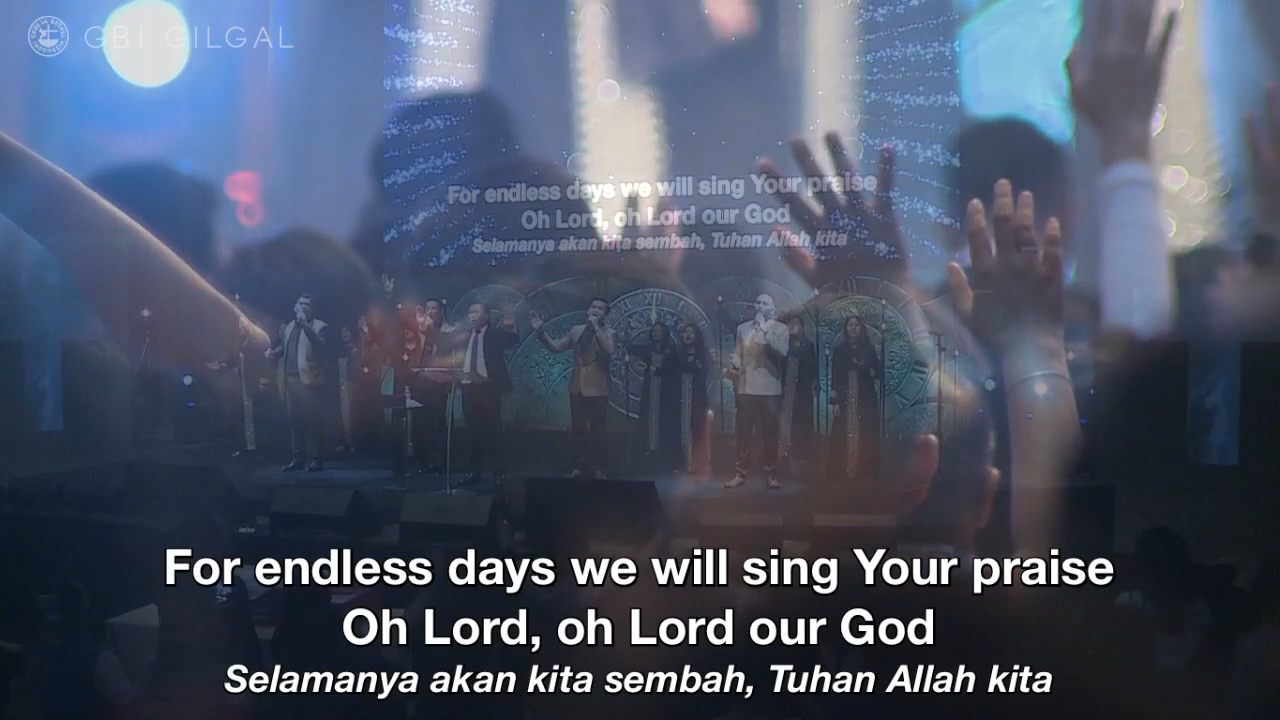 GBI GILGAL
For endless days we will sing Your praise
Oh Lord, oh Lord our God
Selamanya akan kita sembah, Tuhan Allah kita
For endless days we will sing Your praise
Oh Lord, oh Lord our God
Selamanya akan kita sembah, Tuhan Allah kita